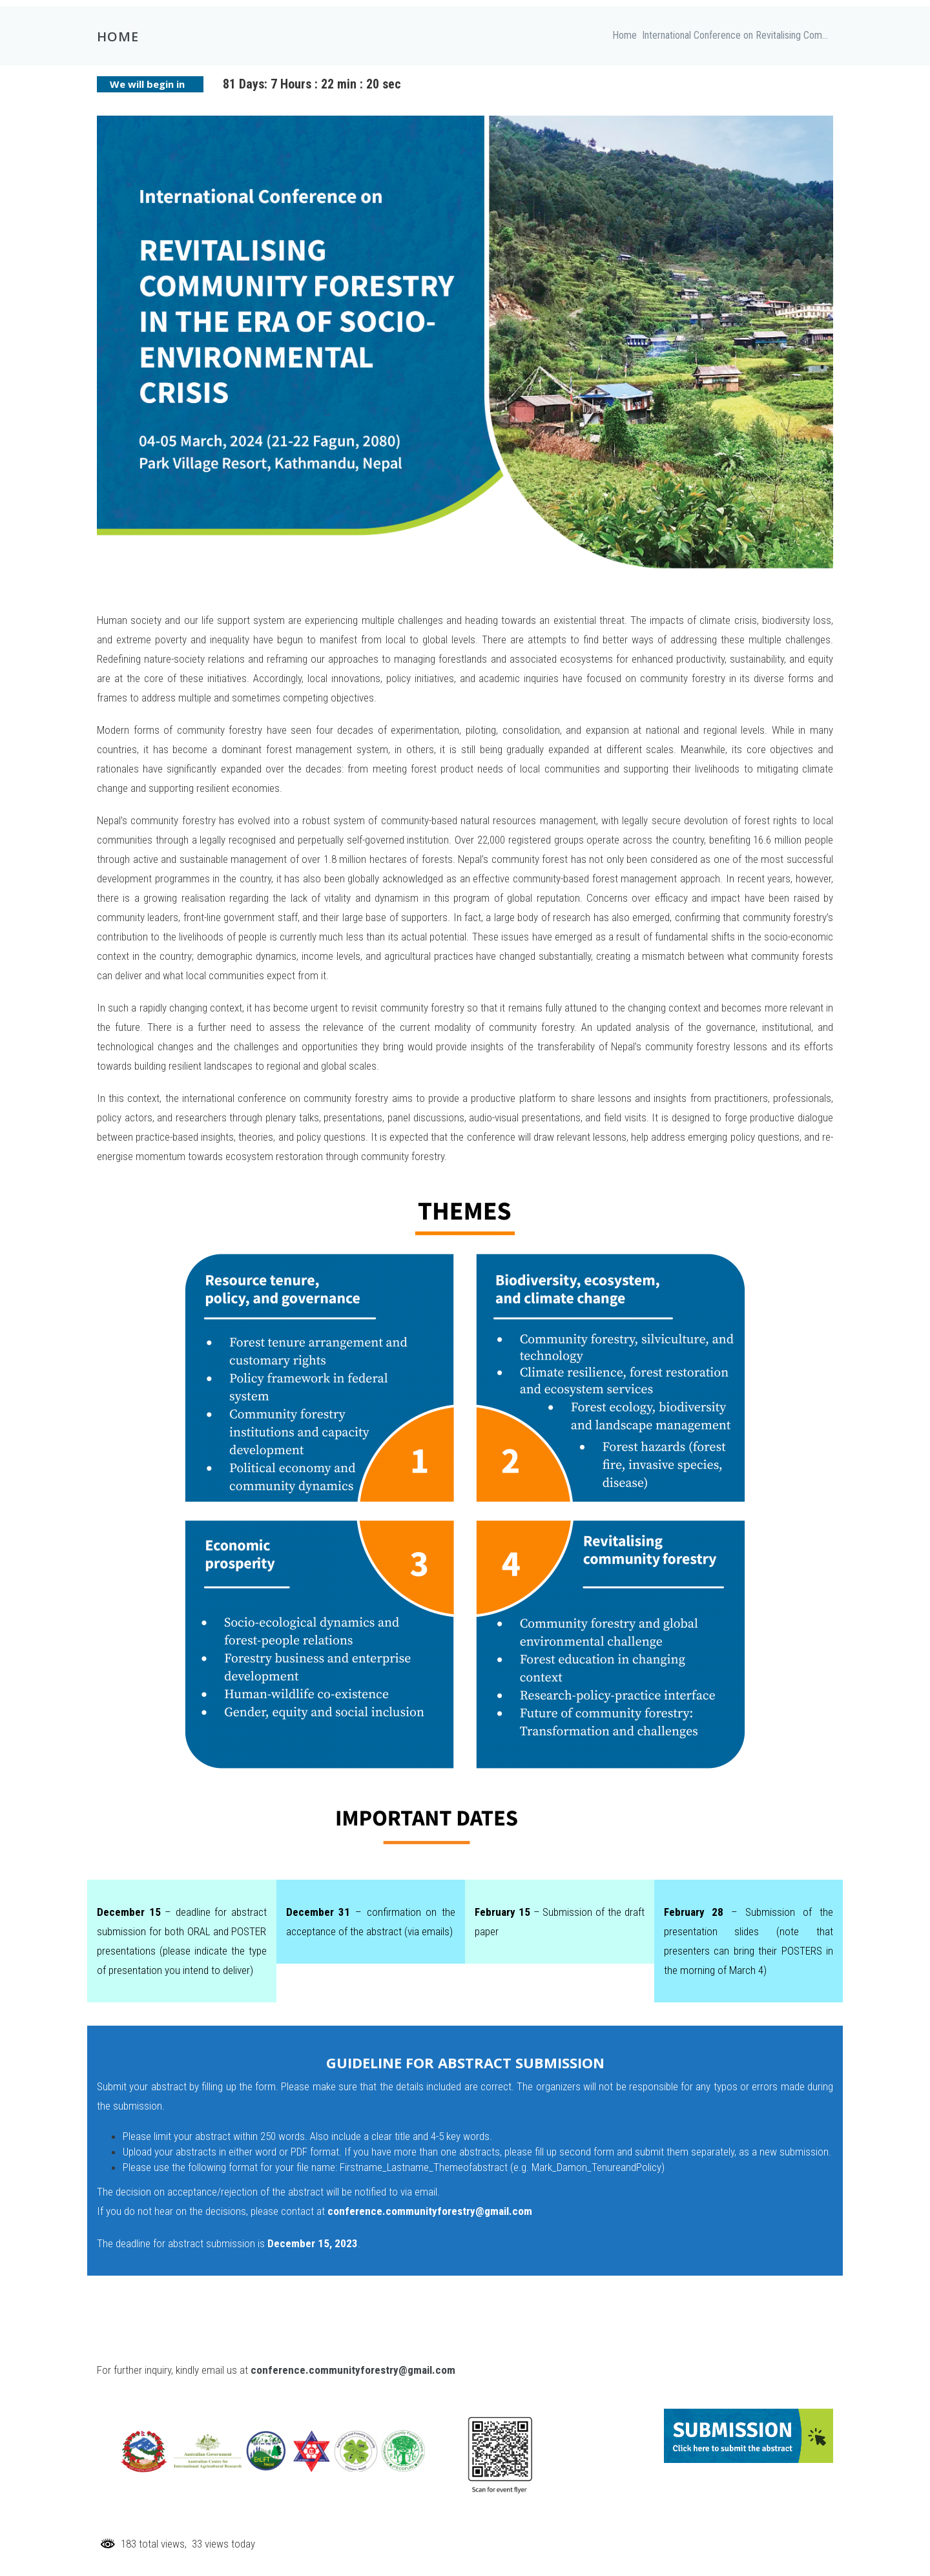 HOME
Home International Conference on Revitalising Com...
We will begin in
81 Days: 7 Hours : 22 min : 20 sec
International Conference on
REVITALISING
COMMUNITY FORESTRY
IN THE ERA OF SOCIO-
ENVIRONMENTAL
CRISIS
04-05 March, 2024 (21-22 Fagun, 2080)
Park Village Resort, Kathmandu, Nepal
Human society and our life support system are experiencing multiple challenges and heading towards an existential threat. The impacts of climate crisis, biodiversity loss,
and extreme poverty and inequality have begun to manifest from local to global levels. There are attempts to find better ways of addressing these multiple challenges.
Redefining nature-society relations and reframing our approaches to managing forestlands and associated ecosystems for enhanced productivity, sustainability, and equity
are at the core of these initiatives. Accordingly, local innovations, policy initiatives, and academic inquiries have focused on community forestry in its diverse forms and
frames to address multiple and sometimes competing objectives.
Modern forms of community forestry have seen four decades of experimentation, piloting, consolidation, and expansion at national and regional levels. While in many
countries, it has become a dominant forest management system, in others, it is still being gradually expanded at different scales. Meanwhile, its core objectives and
rationales have significantly expanded over the decades: from meeting forest product needs of local communities and supporting their livelihoods to mitigating climate
change and supporting resilient economies.
Nepal's community forestry has evolved into a robust system of community-based natural resources management, with legally secure devolution of forest rights to local
communities through a legally recognised and perpetually self-governed institution. Over 22,000 registered groups operate across the country, benefiting 16.6 million people
through active and sustainable management of over 1.8 million hectares of forests. Nepal's community forest has not only been considered as one of the most successful
development programmes in the country, it has also been globally acknowledged as an effective community-based forest management approach. In recent years, however,
there is a growing realisation regarding the lack of vitality and dynamism in this program of global reputation. Concerns over efficacy and impact have been raised by
community leaders, front-line government staff, and their large base of supporters. In fact, a large body of research has also emerged, confirming that community forestry's
contribution to the livelihoods of people is currently much less than its actual potential. These issues have emerged as a result of fundamental shifts in the socio-economic
context in the country; demographic dynamics, income levels, and agricultural practices have changed substantially, creating a mismatch between what community forests
can deliver and what local communities expect from it.
In such a rapidly changing context, it has become urgent to revisit community forestry so that it remains fully attuned to the changing context and becomes more relevant in
the future. There is a further need to assess the relevance of the current modality of community forestry. An updated analysis of the governance, institutional, and
technological changes and the challenges and opportunities they bring would provide insights of the transferability of Nepal's community forestry lessons and its efforts
towards building resilient landscapes to regional and global scales.
In this context, the international conference on community forestry aims to provide a productive platform to share lessons and insights from practitioners, professionals,
policy actors, and researchers through plenary talks, presentations, panel discussions, audio-visual presentations, and field visits. It is designed to forge productive dialogue
between practice-based insights, theories, and policy questions. It is expected that the conference will draw relevant lessons, help address emerging policy questions, and re-
energise momentum towards ecosystem restoration through community forestry.
THEMES
Resource tenure,
policy, and governance
• Forest tenure arrangement and
customary rights
• Policy framework in federal
system
• Community forestry
institutions and capacity
development
• Political economy and
community dynamics
1
Biodiversity, ecosystem,
and climate change
• Community forestry, silviculture, and
technology
• Climate resilience, forest restoration
and ecosystem services
• Forest ecology, biodiversity
and landscape management
• Forest hazards (forest
fire, invasive species,
disease)
2
Economic
prosperity
3
• Socio-ecological dynamics and
forest-people relations
• Forestry business and enterprise
development
• Human-wildlife co-existence
• Gender, equity and social inclusion
4
Revitalising
community forestry
• Community forestry and global
environmental challenge
• Forest education in changing
context
• Research-policy-practice interface
• Future of community forestry:
Transformation and challenges
IMPORTANT DATES
December 15 – deadline for abstract
submission for both ORAL and POSTER
presentations (please indicate the type
of presentation you intend to deliver)
December 31 – confirmation on the
acceptance of the abstract (via emails)
February 15 – Submission of the draft
paper
February 28 – Submission of the
presentation slides (note that
presenters can bring their POSTERS in
the morning of March 4)
GUIDELINE FOR ABSTRACT SUBMISSION
Submit your abstract by filling up the form. Please make sure that the details included are correct. The organizers will not be responsible for any typos or errors made during
the submission.
• Please limit your abstract within 250 words. Also include a clear title and 4-5 key words.
• Upload your abstracts in either word or PDF format. If you have more than one abstracts, please fill up second form and submit them separately, as a new submission.
• Please use the following format for your file name: Firstname_Lastname_Themeofabstract (e.g. Mark_Damon_TenureandPolicy)
The decision on acceptance/rejection of the abstract will be notified to via email.
If you do not hear on the decisions, please contact at conference.communityforestry@gmail.com
The deadline for abstract submission is December 15, 2023.
For further inquiry, kindly email us at conference.communityforestry@gmail.com
Australian Government
Australian Centre for
International Agricultural Research
EnLiFT
Scan for event flyer
SUBMISSION
Click here to submit the abstract
183 total views, 33 views today